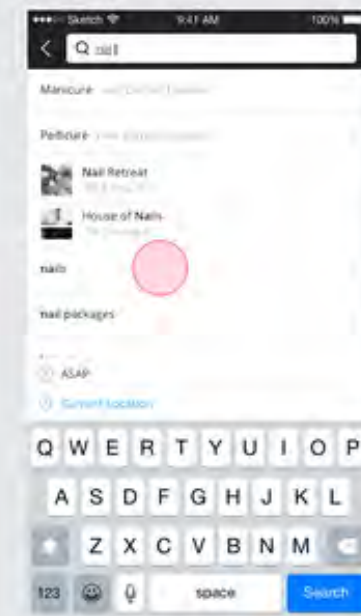 Sketch 9:41 AM 100%
nail
Manicure
Pedicure
Nail Retreat
House of Nails
nails
nail packages
ASAP
Current Location
Q W E R T Y U I O P
A S D F G H J K L
Z X C V B N M
123 space Search